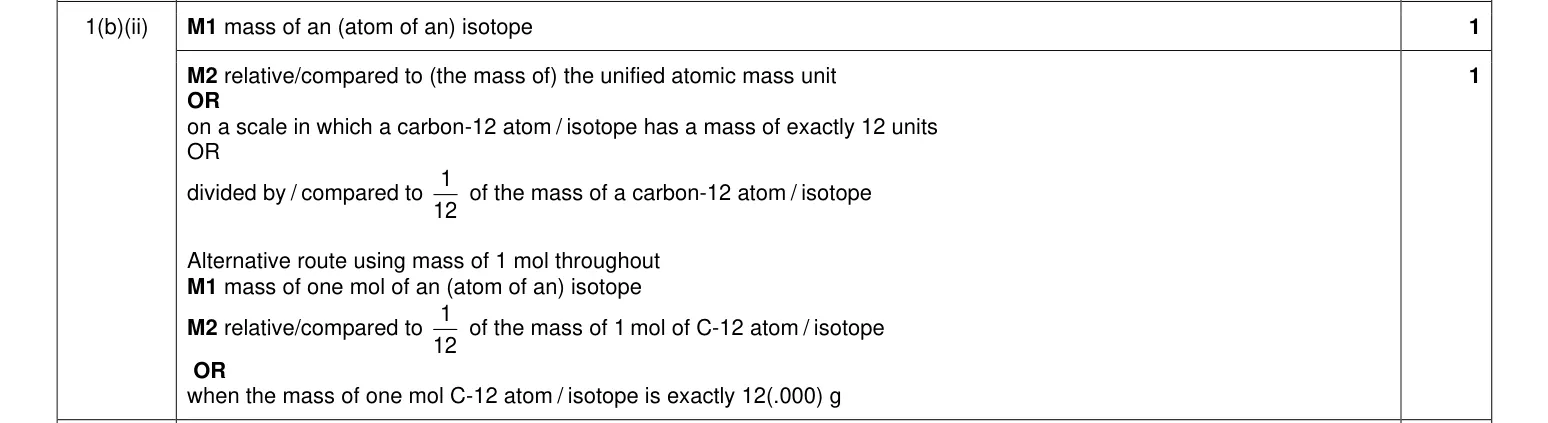 1(b)(ii) M1 mass of an (atom of an) isotope 1
M2 relative/compared to (the mass of) the unified atomic mass unit 1
OR
on a scale in which a carbon-12 atom / isotope has a mass of exactly 12 units
OR
divided by / compared to 1/12 of the mass of a carbon-12 atom / isotope
Alternative route using mass of 1 mol throughout
M1 mass of one mol of an (atom of an) isotope
M2 relative/compared to 1/12 of the mass of 1 mol of C-12 atom / isotope
OR
when the mass of one mol C-12 atom / isotope is exactly 12(.000) g